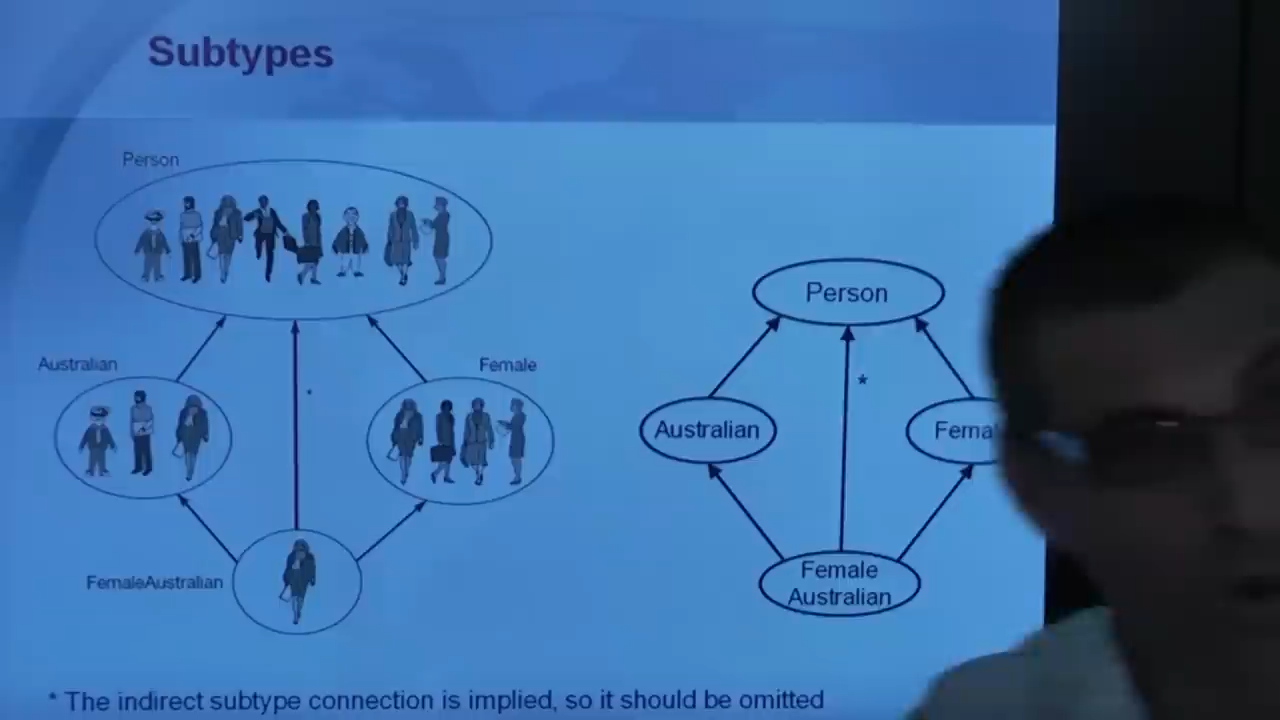 Subtypes
Person
Australian
Female
*
FemaleAustralian
Person
*
Australian
Female
Australian
* The indirect subtype connection is implied, so it should be omitted